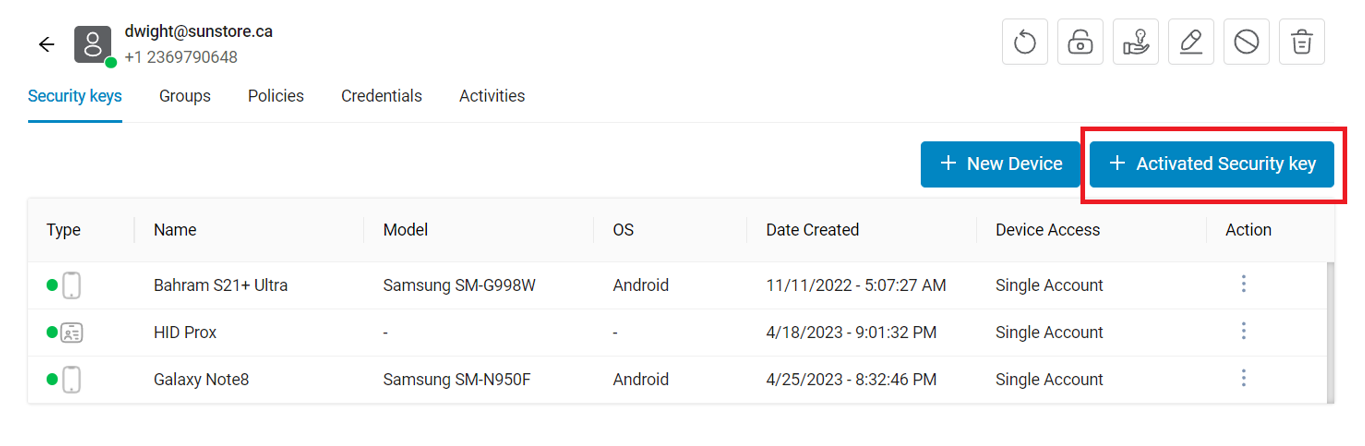 dwight@sunstore.ca
+1 2369790648
Security keys Groups Policies Credentials Activities
+ New Device + Activated Security key
Type Name Model OS Date Created Device Access Action
Bahram S21+ Ultra Samsung SM-G998W Android 11/11/2022 - 5:07:27 AM Single Account
HID Prox - - 4/18/2023 - 9:01:32 PM Single Account
Galaxy Note8 Samsung SM-N950F Android 4/25/2023 - 8:32:46 PM Single Account